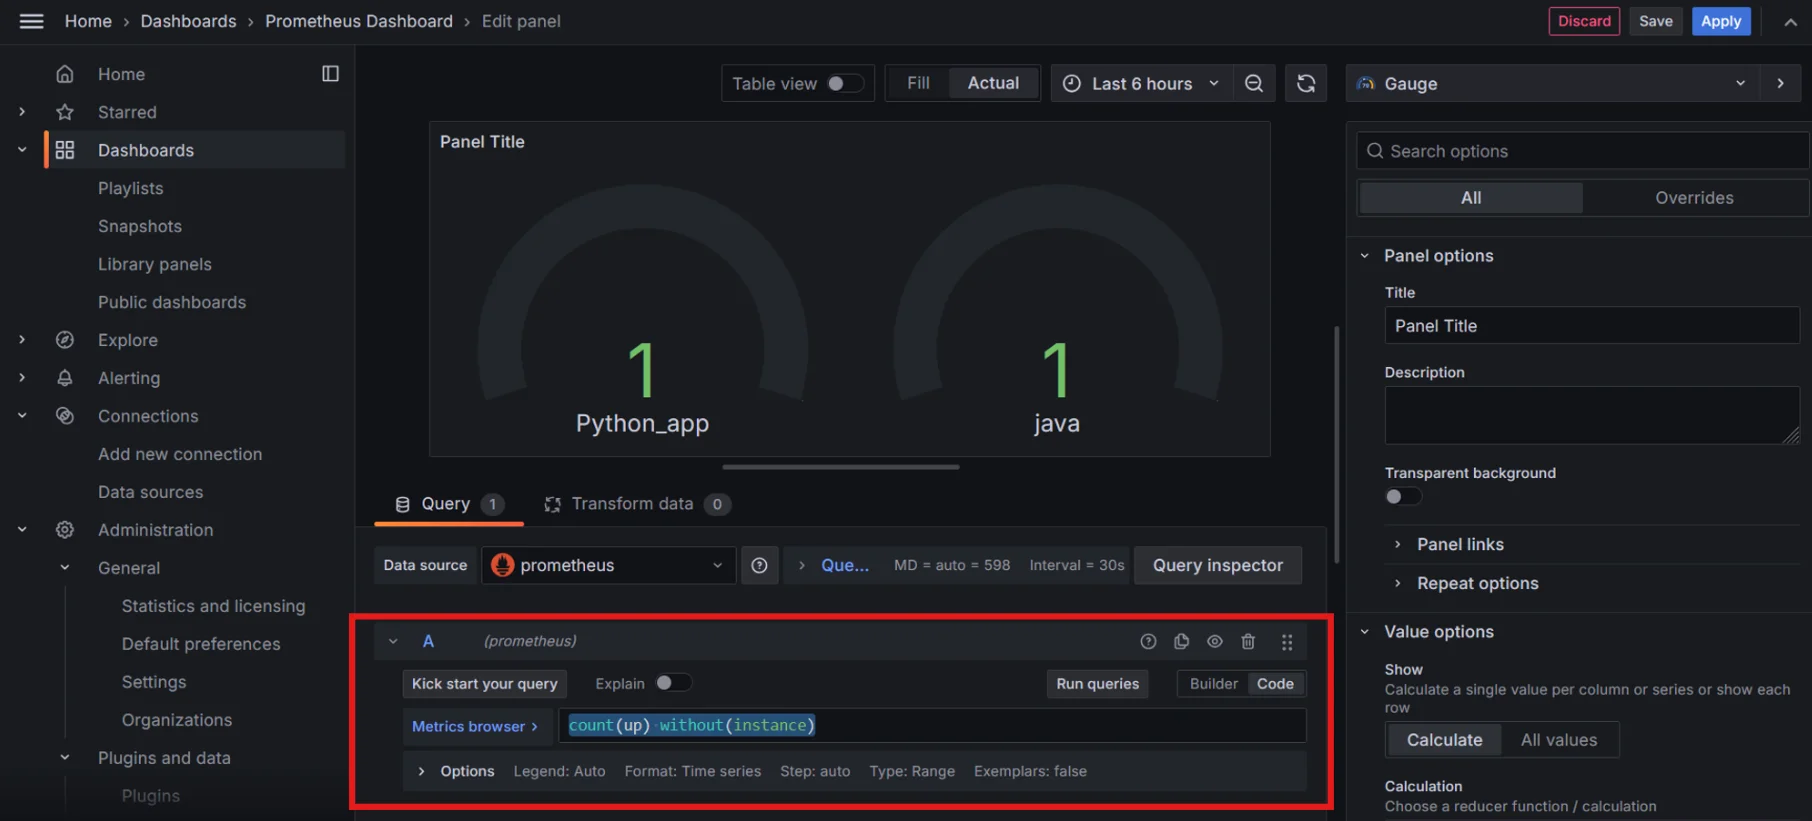 Home › Dashboards › Prometheus Dashboard › Edit panel
Discard Save Apply
Home
Starred
Dashboards
Playlists
Snapshots
Library panels
Public dashboards
Explore
Alerting
Connections
Add new connection
Data sources
Administration
General
Statistics and licensing
Default preferences
Settings
Organizations
Plugins and data
Plugins
Table view Fill Actual Last 6 hours
Panel Title
1 1
Python_app java
Query 1 Transform data 0
Data source prometheus › Que... MD = auto = 598 Interval = 30s Query inspector
A (prometheus)
Kick start your query Explain Run queries Builder Code
Metrics browser › count(up) without(instance)
› Options Legend: Auto Format: Time series Step: auto Type: Range Exemplars: false
Gauge
Search options
All Overrides
Panel options
Title
Panel Title
Description
Transparent background
Panel links
Repeat options
Value options
Show
Calculate a single value per column or series or show each
row
Calculate All values
Calculation
Choose a reducer function / calculation